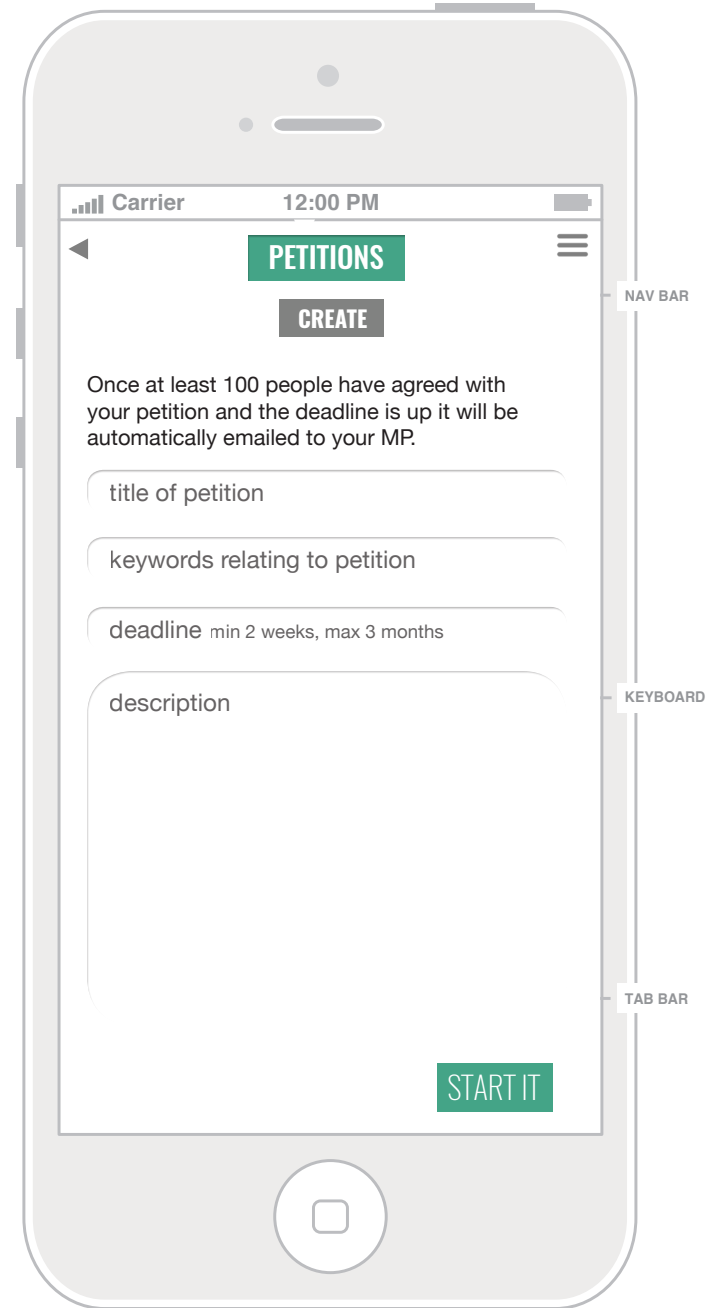 Carrier 12:00 PM
PETITIONS
NAV BAR
CREATE
Once at least 100 people have agreed with
your petition and the deadline is up it will be
automatically emailed to your MP.
title of petition
keywords relating to petition
deadline min 2 weeks, max 3 months
description
KEYBOARD
TAB BAR
START IT